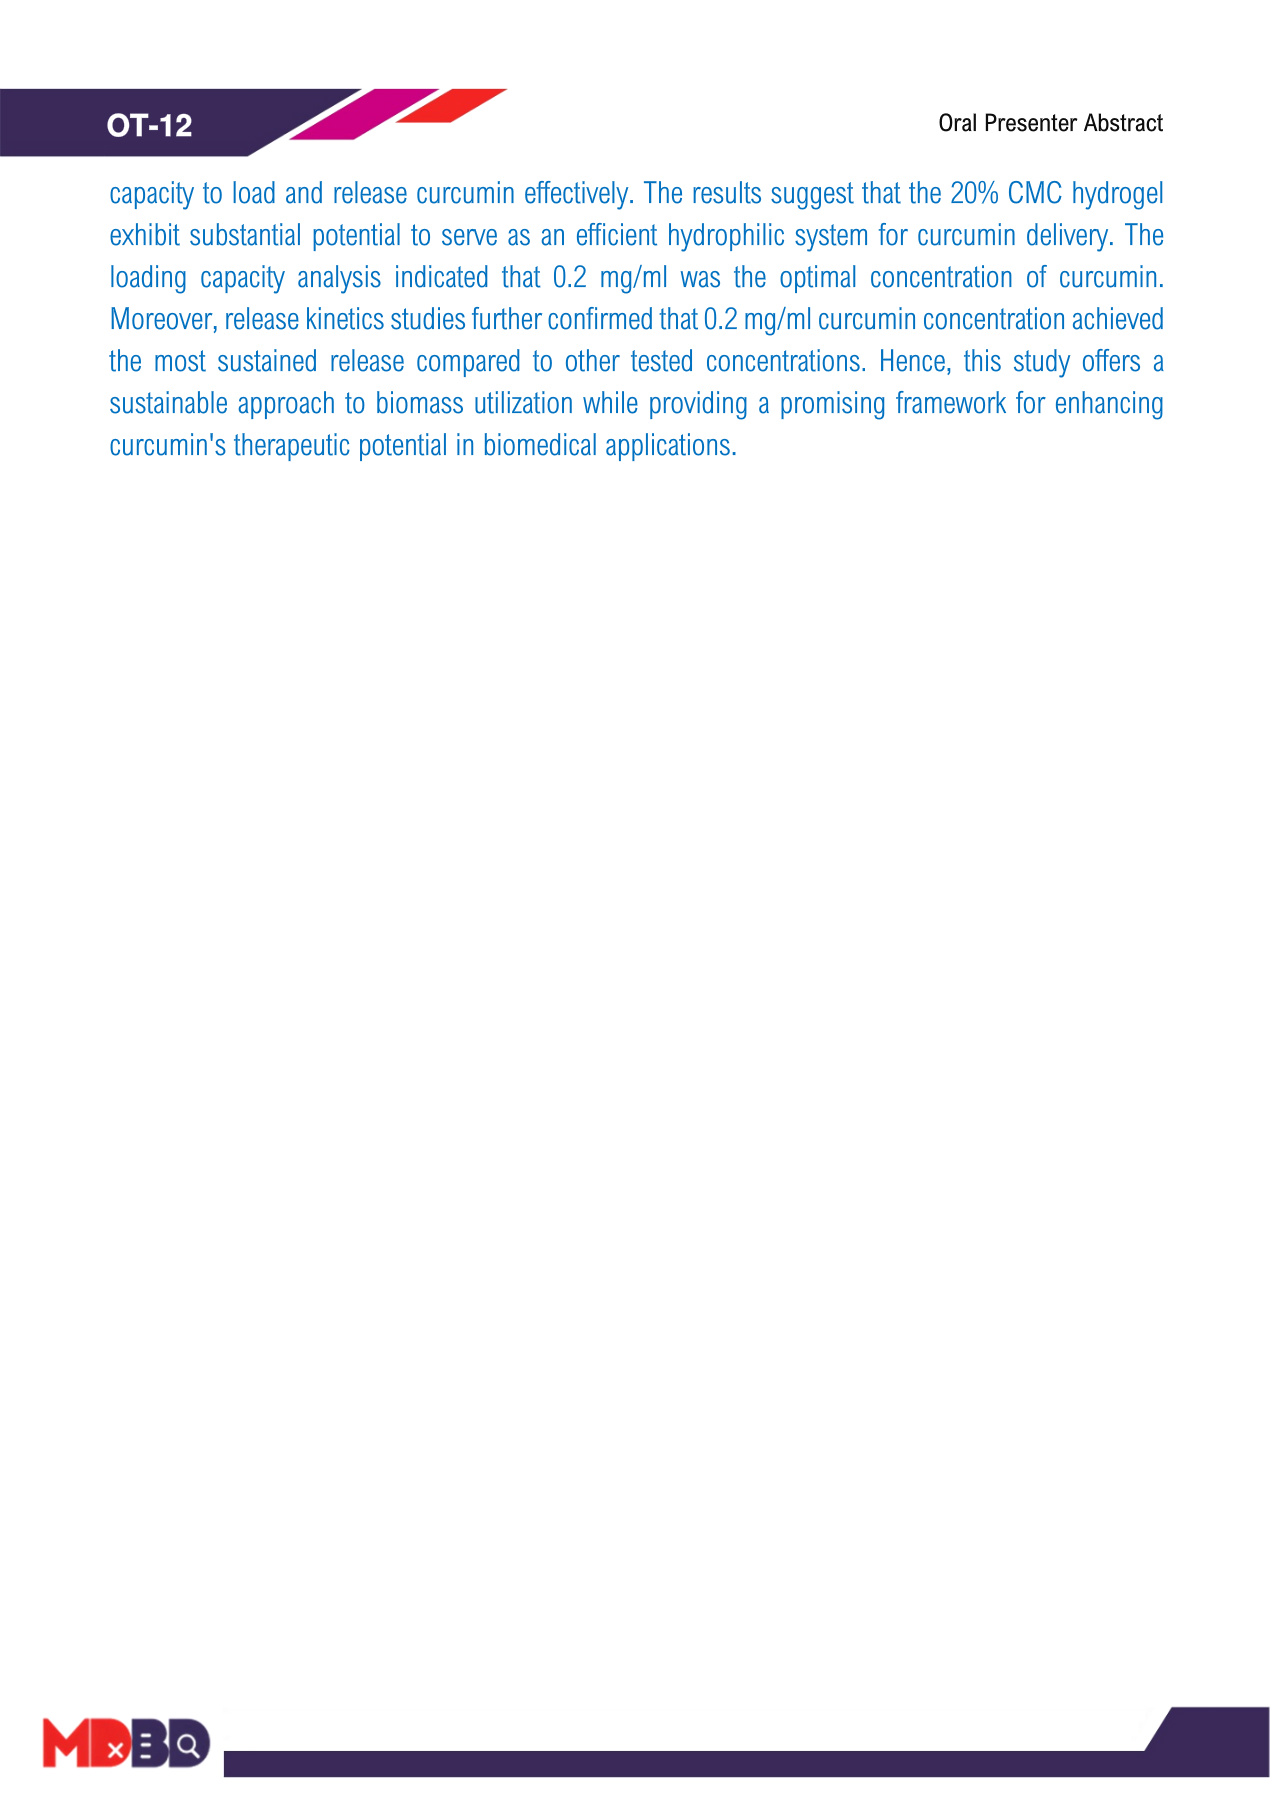 OT-12
Oral Presenter Abstract
capacity to load and release curcumin effectively. The results suggest that the 20% CMC hydrogel
exhibit substantial potential to serve as an efficient hydrophilic system for curcumin delivery. The
loading capacity analysis indicated that 0.2 mg/ml was the optimal concentration of curcumin.
Moreover, release kinetics studies further confirmed that 0.2 mg/ml curcumin concentration achieved
the most sustained release compared to other tested concentrations. Hence, this study offers a
sustainable approach to biomass utilization while providing a promising framework for enhancing
curcumin's therapeutic potential in biomedical applications.
MDBD